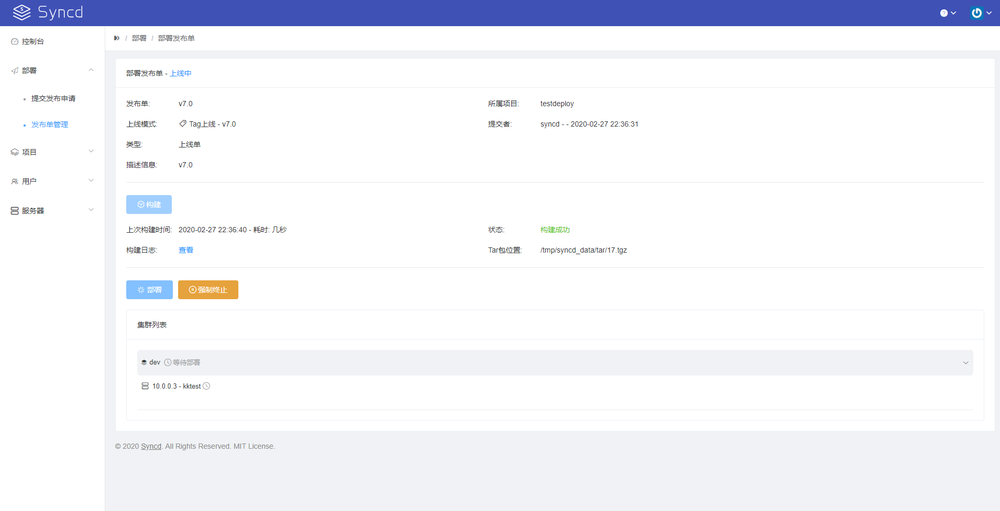 Syncd
控制台
部署
提交发布申请
发布单管理
项目
用户
服务器
/ 部署 / 部署发布单
部署发布单 - 上线中
发布单: v7.0 所属项目: testdeploy
上线模式: Tag上线 - v7.0 提交者: syncd - - 2020-02-27 22:36:31
类型: 上线单
描述信息: v7.0
构建
上次构建时间: 2020-02-27 22:36:40 - 耗时: 几秒 状态: 构建成功
构建日志: 查看 Tar包位置: /tmp/syncd_data/tar/17.tgz
部署 强制终止
集群列表
dev 等待部署
10.0.0.3 - kktest
© 2020 Syncd. All Rights Reserved. MIT License.